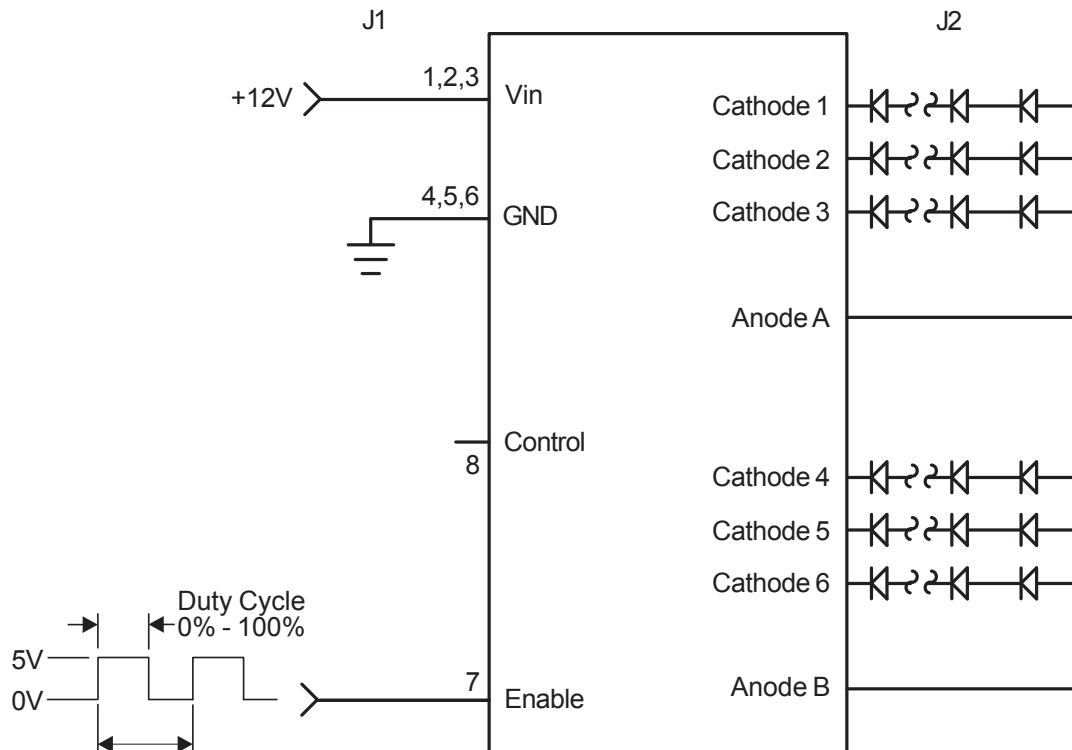 J1
J2
+12V
1,2,3
Vin
4,5,6
GND
Control
8
Duty Cycle
0% - 100%
5V
0V
7
Enable
Cathode 1
Cathode 2
Cathode 3
Anode A
Cathode 4
Cathode 5
Cathode 6
Anode B